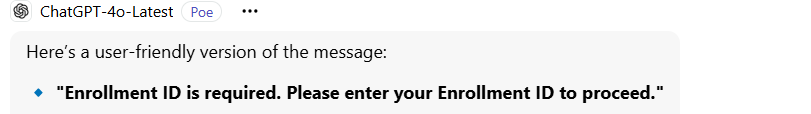 ChatGPT-4o-Latest Poe ···
Here's a user-friendly version of the message:
🔹 "Enrollment ID is required. Please enter your Enrollment ID to proceed."